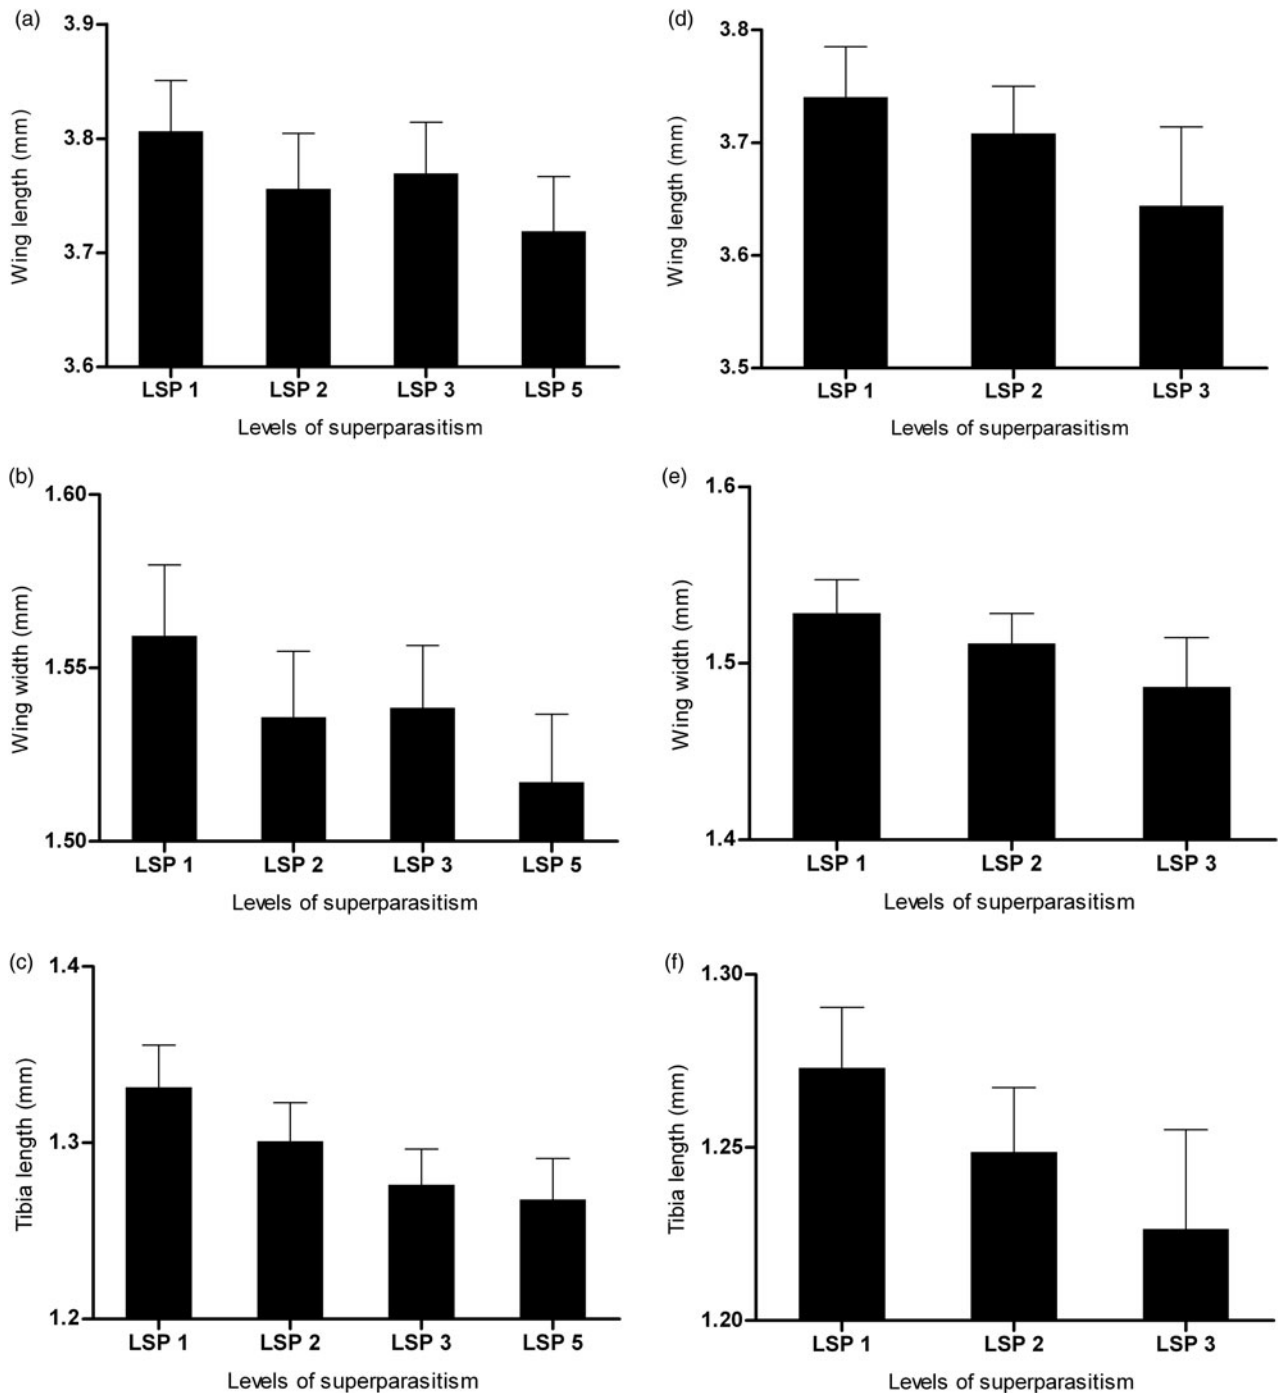 (a)
3.9
3.8
3.7
3.6
Wing length (mm)
LSP 1 LSP 2 LSP 3 LSP 5
Levels of superparasitism
(d)
3.8
3.7
3.6
3.5
Wing length (mm)
LSP 1 LSP 2 LSP 3
Levels of superparasitism
(b)
1.60
1.55
1.50
Wing width (mm)
LSP 1 LSP 2 LSP 3 LSP 5
Levels of superparasitism
(e)
1.6
1.5
1.4
Wing width (mm)
LSP 1 LSP 2 LSP 3
Levels of superparasitism
(c)
1.4
1.3
1.2
Tibia length (mm)
LSP 1 LSP 2 LSP 3 LSP 5
Levels of superparasitism
(f)
1.30
1.25
1.20
Tibia length (mm)
LSP 1 LSP 2 LSP 3
Levels of superparasitism